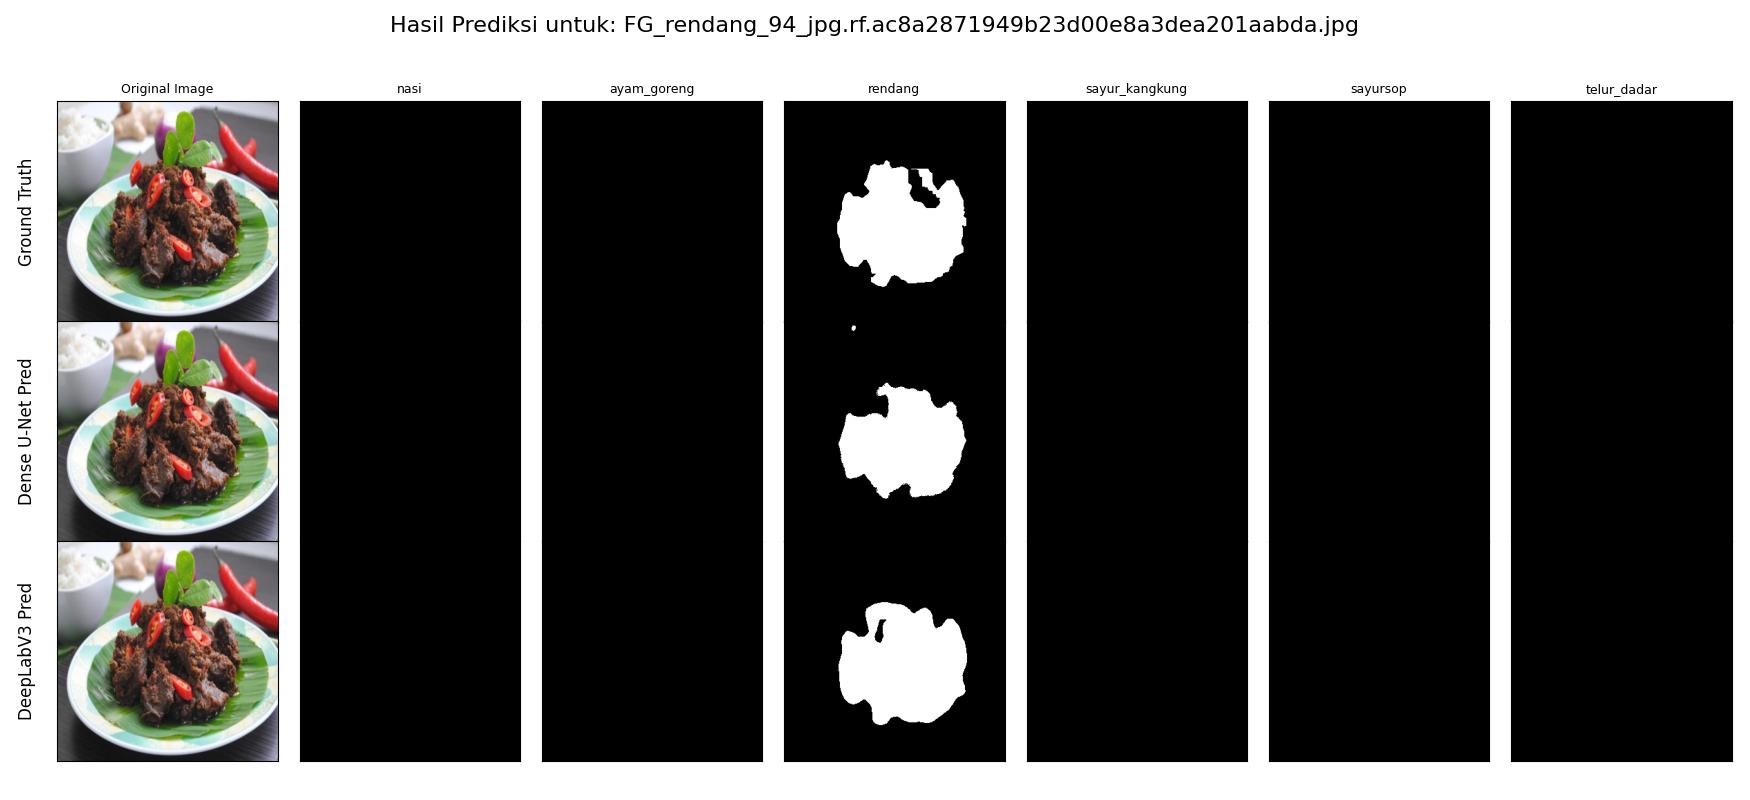 Hasil Prediksi untuk: FG_rendang_94_jpg.rf.ac8a2871949b23d00e8a3dea201aabda.jpg
Original Image
nasi
ayam_goreng
rendang
sayur_kangkung
sayursop
telur_dadar
Ground Truth
Dense U-Net Pred
DeepLabV3 Pred